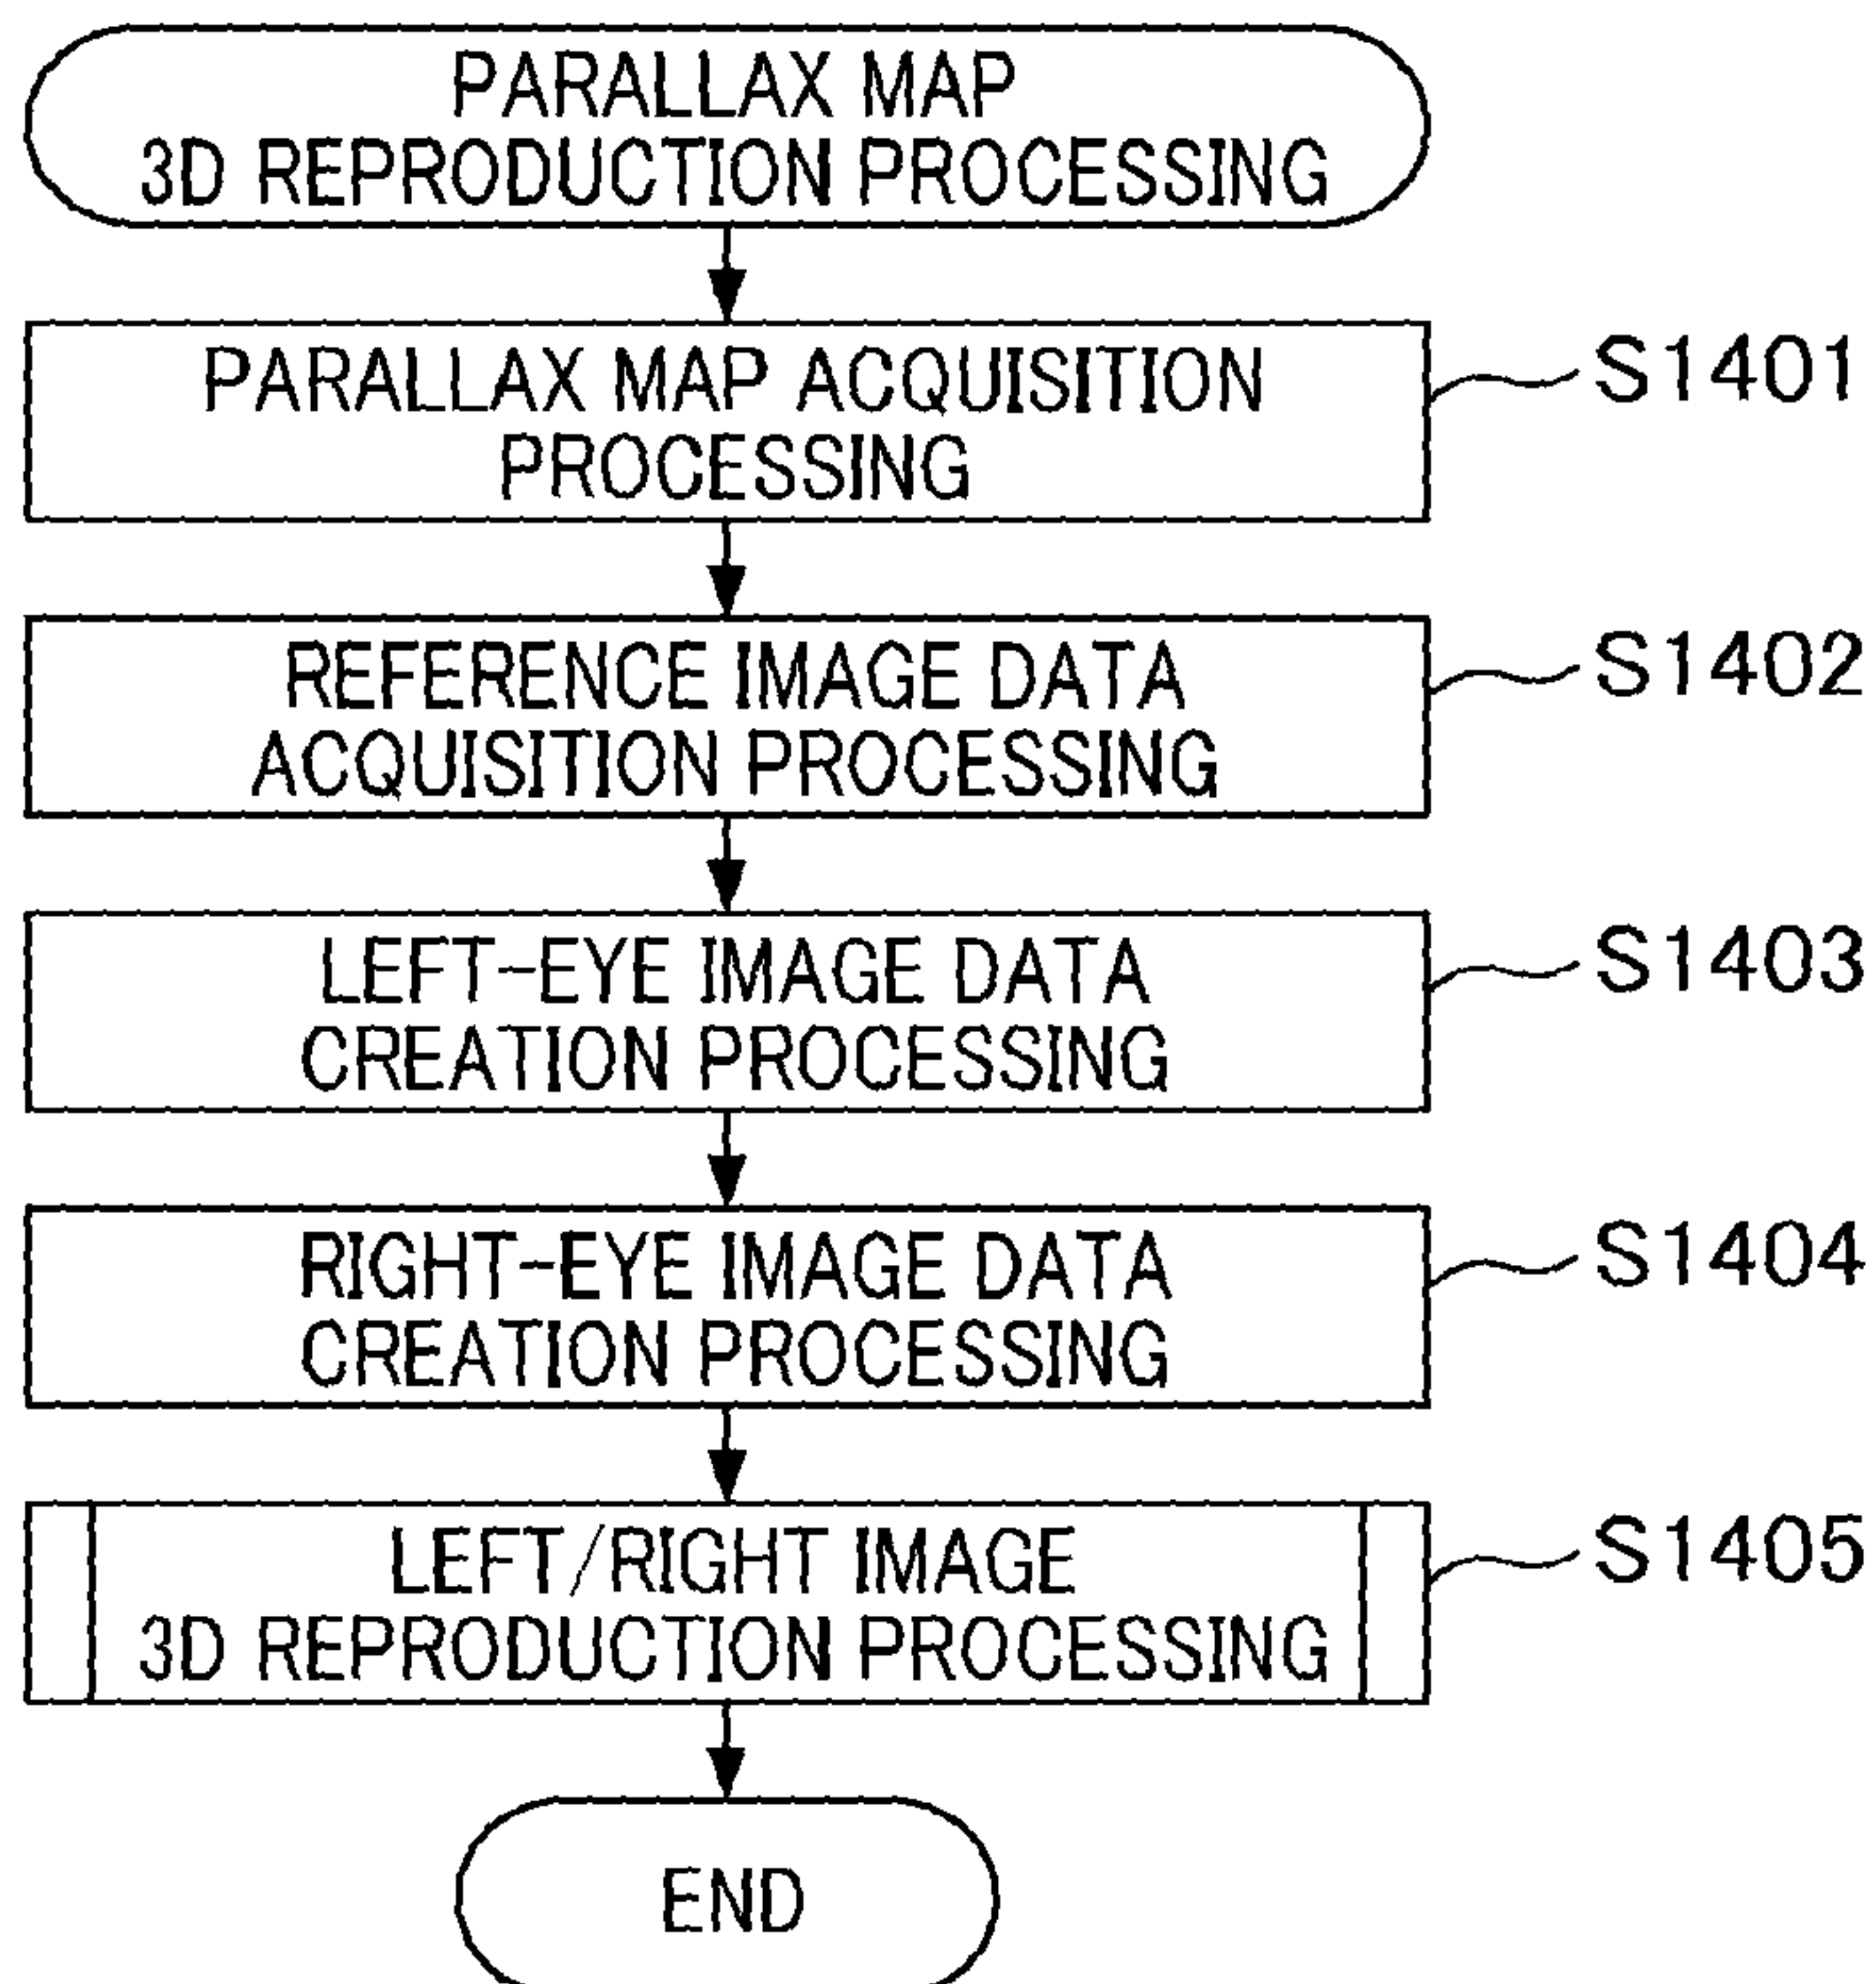 PARALLAX MAP
3D REPRODUCTION PROCESSING
PARALLAX MAP ACQUISITION
PROCESSING
S1401
REFERENCE IMAGE DATA
ACQUISITION PROCESSING
S1402
LEFT-EYE IMAGE DATA
CREATION PROCESSING
S1403
RIGHT-EYE IMAGE DATA
CREATION PROCESSING
S1404
LEFT/RIGHT IMAGE
3D REPRODUCTION PROCESSING
S1405
END